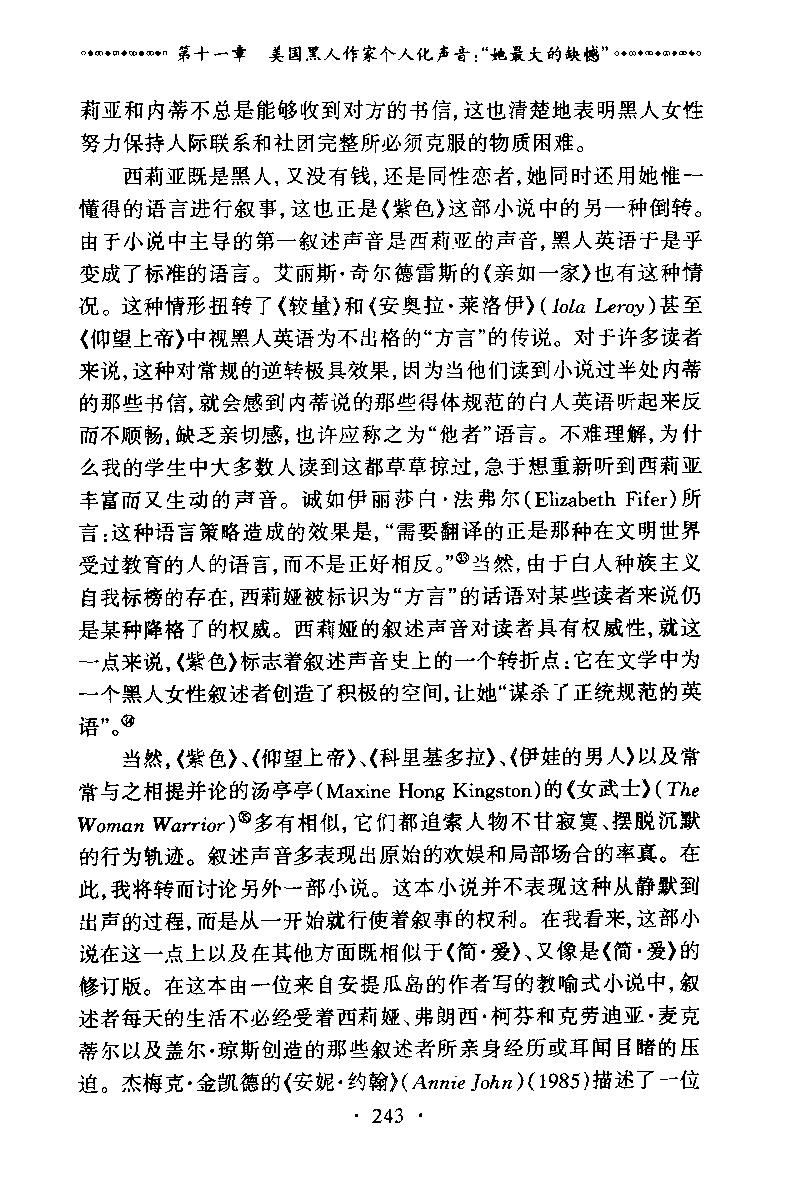 第十一章 美国黑人作家个人化声音:“她最大的缺憾”
莉亚和内蒂不总是能够收到对方的书信,这也清楚地表明黑人女性
努力保持人际联系和社团完整所必须克服的物质困难。
西莉亚既是黑人,又没有钱,还是同性恋者,她同时还用她惟一
懂得的语言进行叙事,这也正是《紫色》这部小说中的另一种倒转。
由于小说中主导的第一叙述声音是西莉亚的声音,黑人英语于是乎
变成了标准的语言。艾丽斯·奇尔德雷斯的《亲如一家》也有这种情
况。这种情形扭转了《较量》和《安奥拉·莱洛伊》(Iola Leroy)甚至
《仰望上帝》中视黑人英语为不出格的“方言”的传说。对于许多读者
来说,这种对常规的逆转极具效果,因为当他们读到小说过半处内蒂
的那些书信,就会感到内蒂说的那些得体规范的白人英语听起来反
而不顺畅,缺乏亲切感,也许应称之为“他者”语言。不难理解,为什
么我的学生中大多数人读到这都草草掠过,急于想重新听到西莉亚
丰富而又生动的声音。诚如伊丽莎白·法弗尔(Elizabeth Fifer)所
言:这种语言策略造成的效果是,“需要翻译的正是那种在文明世界
受过教育的人的语言,而不是正好相反。”㉝当然,由于白人种族主义
自我标榜的存在,西莉娅被标识为“方言”的话语对某些读者来说仍
是某种降格了的权威。西莉娅的叙述声音对读者具有权威性,就这
一点来说,《紫色》标志着叙述声音史上的一个转折点:它在文学中为
一个黑人女性叙述者创造了积极的空间,让她“谋杀了正统规范的英
语”。㉞
当然,《紫色》、《仰望上帝》、《科里基多拉》、《伊娃的男人》以及常
常与之相提并论的汤亭亭(Maxine Hong Kingston)的《女武士》(The
Woman Warrior)㉟多有相似,它们都追索人物不甘寂寞、摆脱沉默
的行为轨迹。叙述声音多表现出原始的欢娱和局部场合的率真。在
此,我将转而讨论另外一部小说。这本小说并不表现这种从静默到
出声的过程,而是从一开始就行使着叙事的权利。在我看来,这部小
说在这一点上以及在其他方面既相似于《简·爱》、又像是《简·爱》的
修订版。在这本由一位来自安提瓜岛的作者写的教喻式小说中,叙
述者每天的生活不必经受着西莉娅、弗朗西·柯芬和克劳迪亚·麦克
蒂尔以及盖尔·琼斯创造的那些叙述者所亲身经历或耳闻目睹的压
迫。杰梅克·金凯德的《安妮·约翰》(Annie John)(1985)描述了一位
· 243 ·